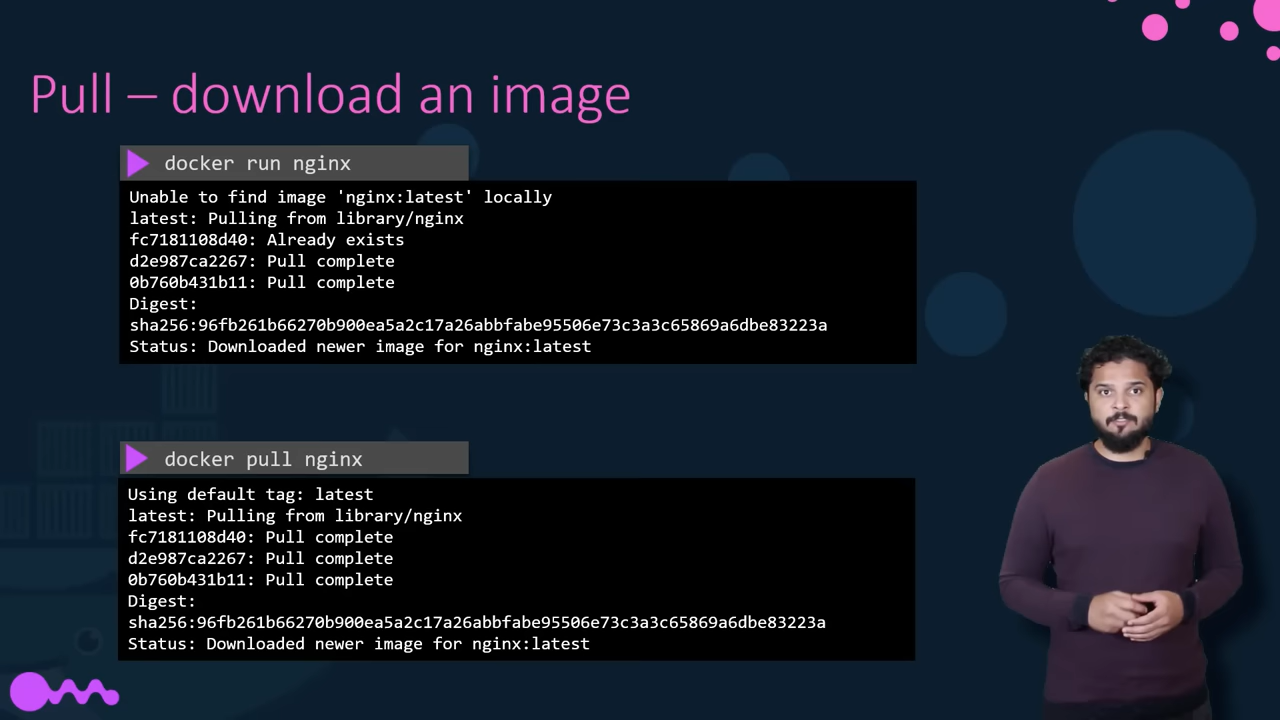 Pull – download an image
docker run nginx
Unable to find image 'nginx:latest' locally
latest: Pulling from library/nginx
fc7181108d40: Already exists
d2e987ca2267: Pull complete
0b760b431b11: Pull complete
Digest:
sha256:96fb261b66270b900ea5a2c17a26abbfabe95506e73c3a3c65869a6dbe83223a
Status: Downloaded newer image for nginx:latest
docker pull nginx
Using default tag: latest
latest: Pulling from library/nginx
fc7181108d40: Pull complete
d2e987ca2267: Pull complete
0b760b431b11: Pull complete
Digest:
sha256:96fb261b66270b900ea5a2c17a26abbfabe95506e73c3a3c65869a6dbe83223a
Status: Downloaded newer image for nginx:latest